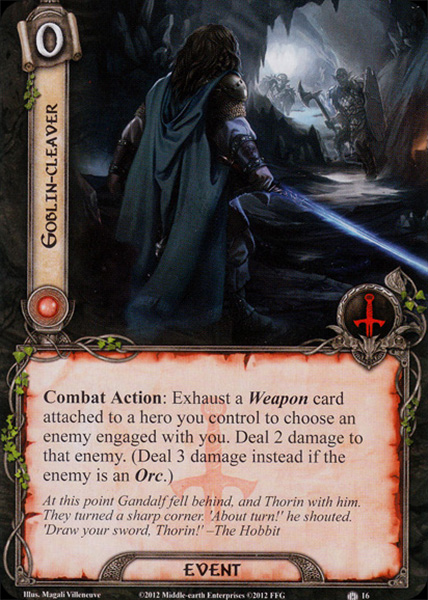 0
GOBLIN-CLEAVER
Combat Action: Exhaust a Weapon card
attached to a hero you control to choose an
enemy engaged with you. Deal 2 damage to
that enemy. (Deal 3 damage instead if the
enemy is an Orc.)
At this point Gandalf fell behind, and Thorin with him.
They turned a sharp corner. 'About turn!' he shouted.
'Draw your sword, Thorin!' –The Hobbit
EVENT
Illus. Magali Villeneuve ©2012 Middle-earth Enterprises ©2012 FFG 16